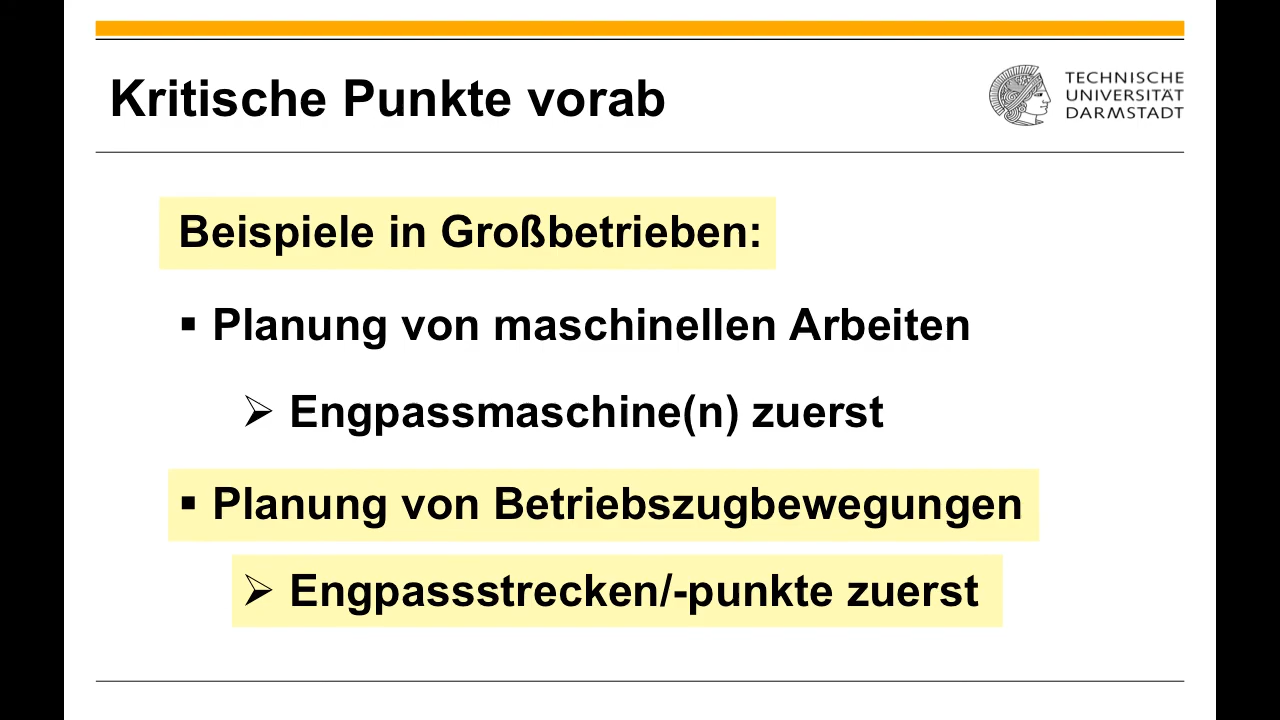 Kritische Punkte vorab
TECHNISCHE
UNIVERSITÄT
DARMSTADT
Beispiele in Großbetrieben:
▪ Planung von maschinellen Arbeiten
➢ Engpassmaschine(n) zuerst
▪ Planung von Betriebszugbewegungen
➢ Engpassstrecken/-punkte zuerst